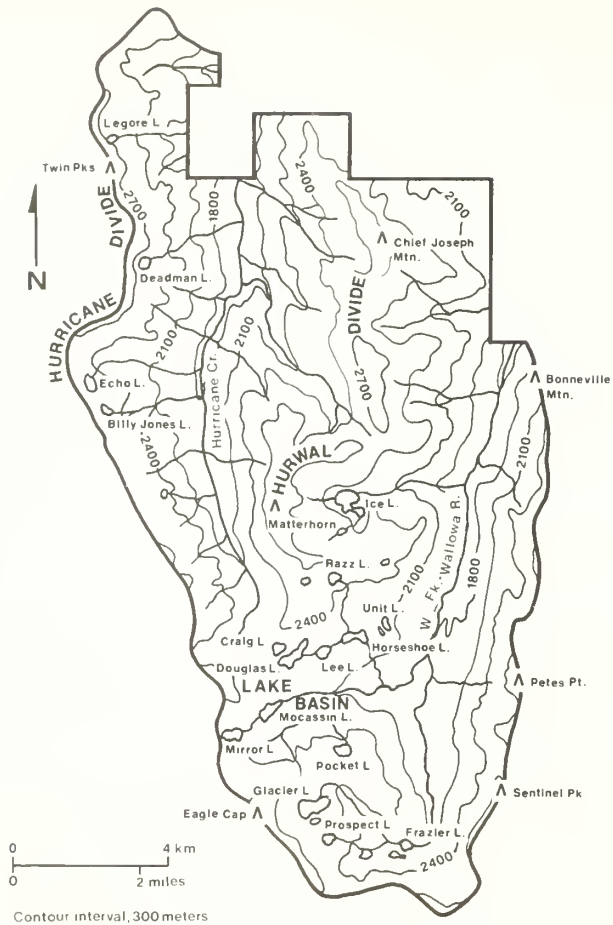 Legore L
Twin Pks
N
HURRICANE DIVIDE
2700
1800
2400
2100
Chief Joseph
Mtn.
Deadman L.
DIVIDE
2100
2100
Hurricane Cr.
Echo L.
Billy Jones L.
2400
2700
Bonneville
Mtn.
2100
HURWAL
Ice L.
Matterhorn
Razz L.
2100
W Fk. Wallowa R.
1800
Unit L.
2400
Craig L
Horseshoe L.
Douglas L.
Lee L.
LAKE
BASIN
Petes Pt.
Mocassin L.
Mirror L
Pocket L
Glacier L
Sentinel Pk
Eagle Cap
Prospect L
Frazier L.
2400
0 4 km
0 2 miles
Contour interval, 300 meters